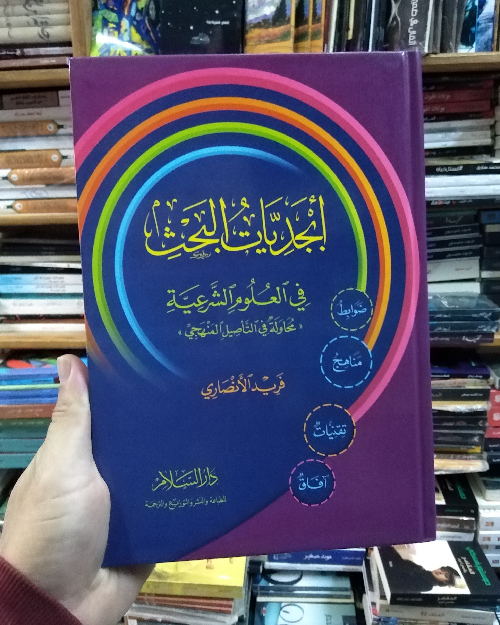 أبجديات البحث
في العلوم الشرعية
« محاولة في التأصيل المنهجي »
ضوابط
مناهج
فريد الأنصاري
تقنيات
آفاق
دار السلام
للطباعة والنشر والتوزيع والترجمة